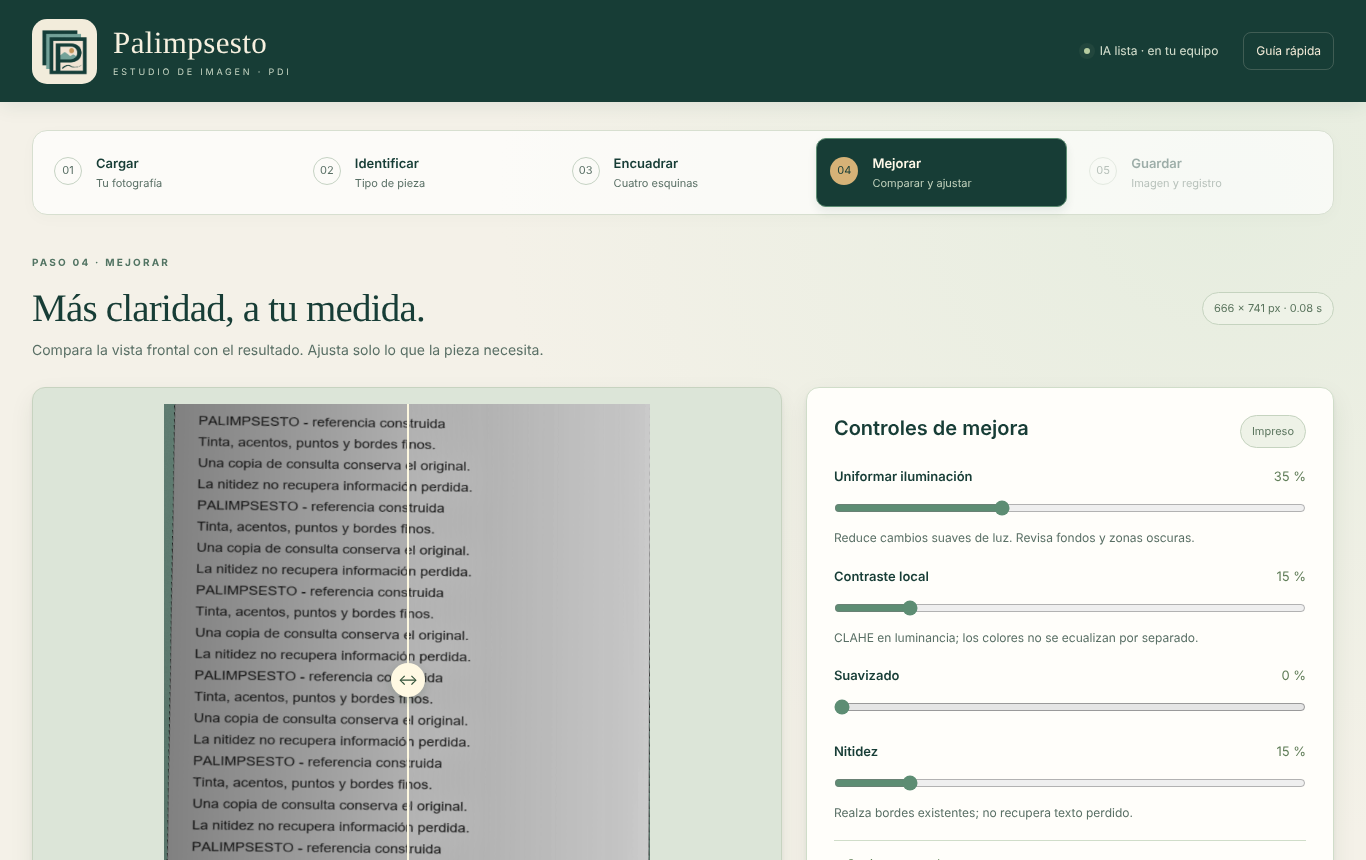 Palimpsesto
ESTUDIO DE IMAGEN · PDI
IA lista · en tu equipo
Guía rápida
01
Cargar
Tu fotografía
02
Identificar
Tipo de pieza
03
Encuadrar
Cuatro esquinas
04
Mejorar
Comparar y ajustar
05
Guardar
Imagen y registro
PASO 04 · MEJORAR
Más claridad, a tu medida.
Compara la vista frontal con el resultado. Ajusta solo lo que la pieza necesita.
666 × 741 px · 0.08 s
PALIMPSESTO - referencia construida
Tinta, acentos, puntos y bordes finos.
Una copia de consulta conserva el original.
La nitidez no recupera información perdida.
PALIMPSESTO - referencia construida
Tinta, acentos, puntos y bordes finos.
Una copia de consulta conserva el original.
La nitidez no recupera información perdida.
PALIMPSESTO - referencia construida
Tinta, acentos, puntos y bordes finos.
Una copia de consulta conserva el original.
La nitidez no recupera información perdida.
PALIMPSESTO - referencia
Tinta, acentos, puntos y bordes finos.
Una copia de consulta conserva el original.
La nitidez no recupera información perdida.
PALIMPSESTO - referencia construida
Tinta, acentos, puntos y bordes finos.
Una copia de consulta conserva el original.
La nitidez no recupera información perdida.
PALIMPSESTO - referencia construida
Controles de mejora
Impreso
Uniformar iluminación
35 %
Reduce cambios suaves de luz. Revisa fondos y zonas oscuras.
Contraste local
15 %
CLAHE en luminancia; los colores no se ecualizan por separado.
Suavizado
0 %
Nitidez
15 %
Realza bordes existentes; no recupera texto perdido.